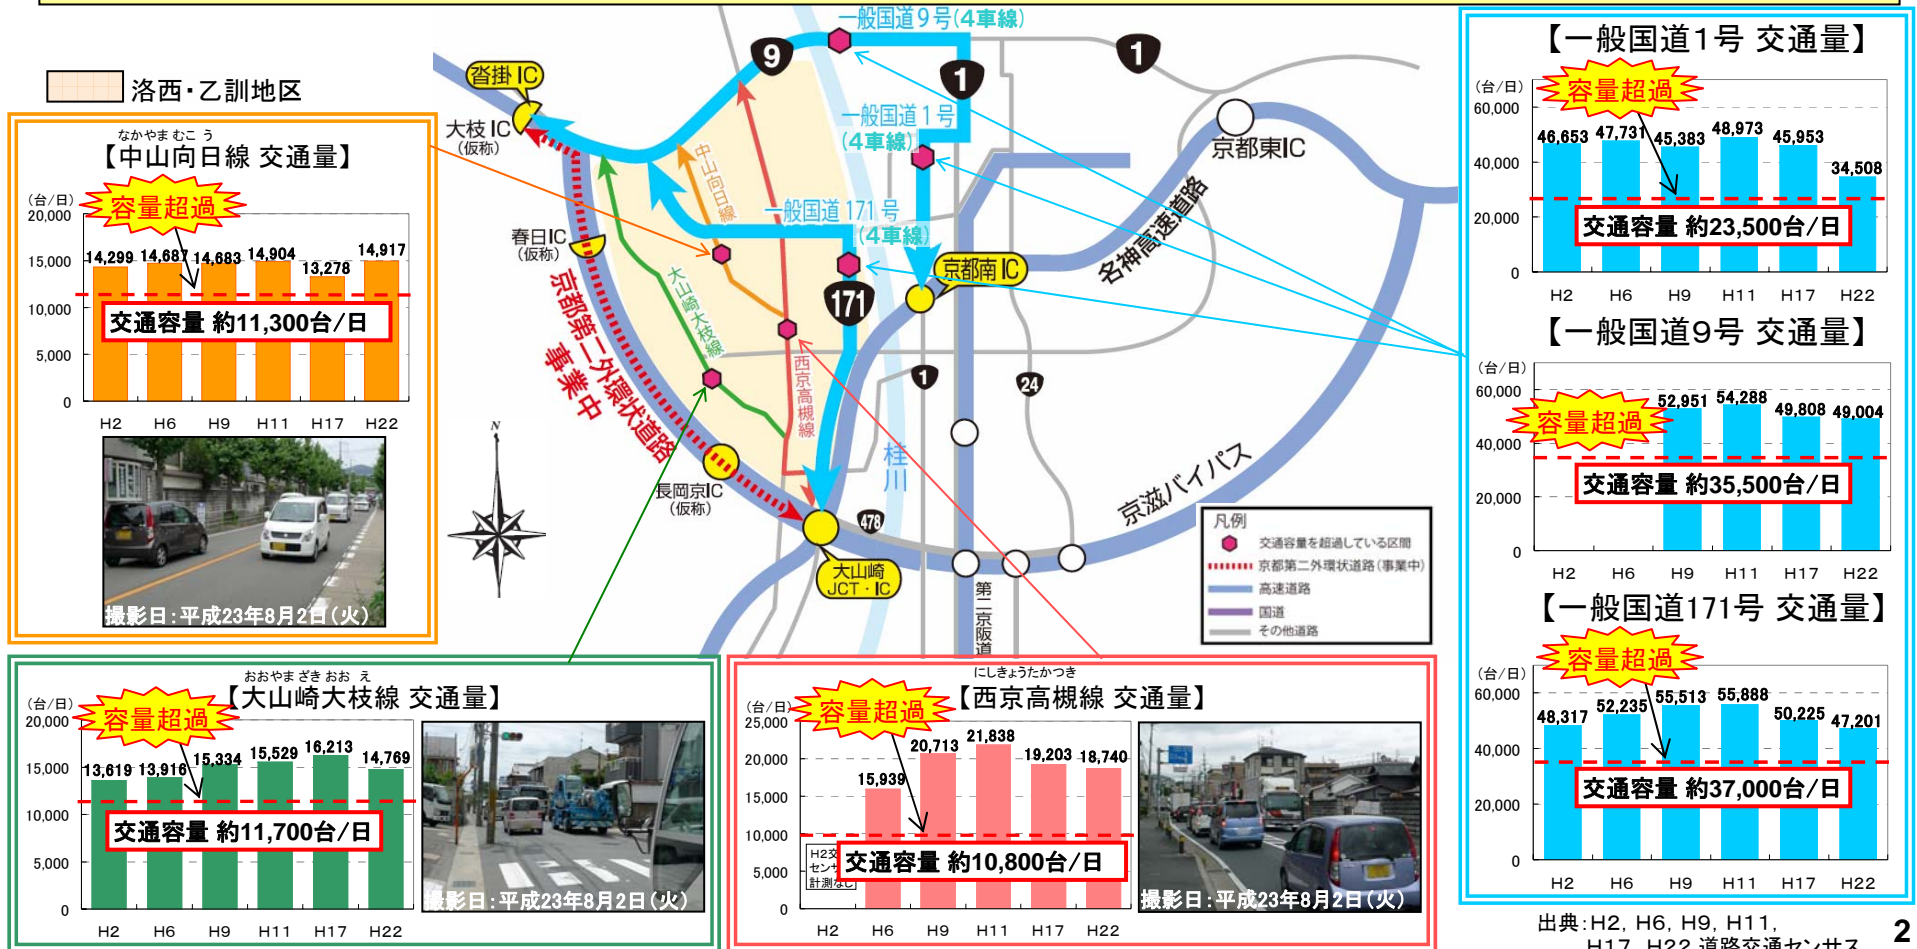 洛西・乙訓地区
なかやま むこう
【中山向日線 交通量】
(台/日)
容量超過
20,000
15,000
10,000
5,000
0
14,299
14,687
14,683
14,904
13,278
14,917
交通容量 約11,300台/日
H2
H6
H9
H11
H17
H22
撮影日:平成23年8月2日(火)
一般国道9号(4車線)
9
1
1
沓掛IC
大枝IC
(仮称)
一般国道1号
(4車線)
京都東IC
中山向日線
一般国道171号
(4車線)
春日IC
(仮称)
京都南IC
名神高速道路
171
大山崎大枝線
京都第二外環状道路
事業中
西京高槻線
1
24
N
桂川
長岡京IC
(仮称)
478
京滋バイパス
大山崎
JCT・IC
第二京阪道
凡例
交通容量を超過している区間
京都第二外環状道路(事業中)
高速道路
国道
その他道路
【一般国道1号 交通量】
(台/日)
容量超過
60,000
40,000
20,000
0
46,653
47,731
45,383
48,973
45,953
34,508
交通容量 約23,500台/日
H2
H6
H9
H11
H17
H22
【一般国道9号 交通量】
(台/日)
容量超過
60,000
40,000
20,000
0
52,951
54,288
49,808
49,004
交通容量 約35,500台/日
H2
H6
H9
H11
H17
H22
【一般国道171号 交通量】
(台/日)
容量超過
60,000
40,000
20,000
0
48,317
52,235
55,513
55,888
50,225
47,201
交通容量 約37,000台/日
H2
H6
H9
H11
H17
H22
おおやまざき おおえ
【大山崎大枝線 交通量】
(台/日)
容量超過
20,000
15,000
10,000
5,000
0
13,619
13,916
15,334
15,529
16,213
14,769
交通容量 約11,700台/日
H2
H6
H9
H11
H17
H22
撮影日:平成23年8月2日(火)
にしきょうたかつき
【西京高槻線 交通量】
(台/日)
容量超過
25,000
20,000
15,000
10,000
5,000
0
15,939
20,713
21,838
19,203
18,740
H2交
センサ
計測なし
交通容量 約10,800台/日
H2
H6
H9
H11
H17
H22
撮影日:平成23年8月2日(火)
出典:H2, H6, H9, H11,
H17, H22 道路交通センサス
2